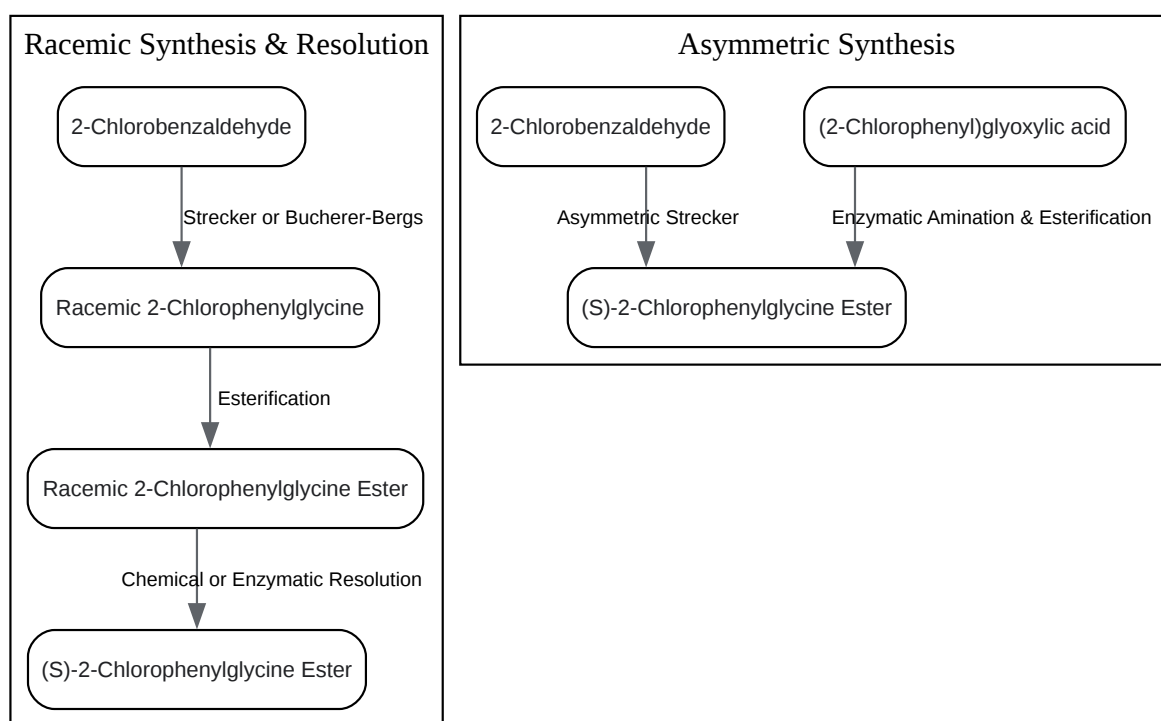 Racemic Synthesis & Resolution
2-Chlorobenzaldehyde
Strecker or Bucherer-Bergs
Racemic 2-Chlorophenylglycine
Esterification
Racemic 2-Chlorophenylglycine Ester
Chemical or Enzymatic Resolution
(S)-2-Chlorophenylglycine Ester
Asymmetric Synthesis
2-Chlorobenzaldehyde
(2-Chlorophenyl)glyoxylic acid
Asymmetric Strecker
Enzymatic Amination & Esterification
(S)-2-Chlorophenylglycine Ester